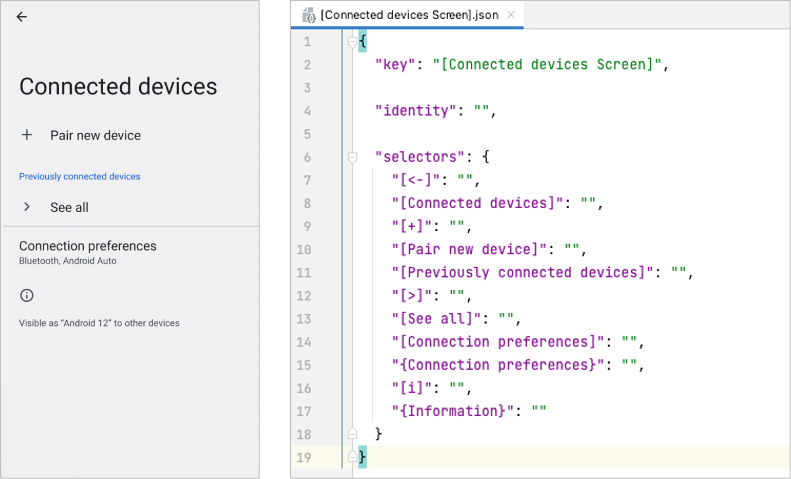 Connected devices
+ Pair new device
Previously connected devices
> See all
Connection preferences
Bluetooth, Android Auto
Visible as “Android 12” to other devices
[Connected devices Screen].json
1 {
2 "key": "[Connected devices Screen]",
3
4 "identity": "",
5
6 "selectors": {
7 "[<-]": "",
8 "[Connected devices]": "",
9 "[+]": "",
10 "[Pair new device]": "",
11 "[Previously connected devices]": "",
12 "[>]": "",
13 "[See all]": "",
14 "[Connection preferences]": "",
15 "{Connection preferences}": "",
16 "[i]": "",
17 "{Information}": ""
18 }
19 }